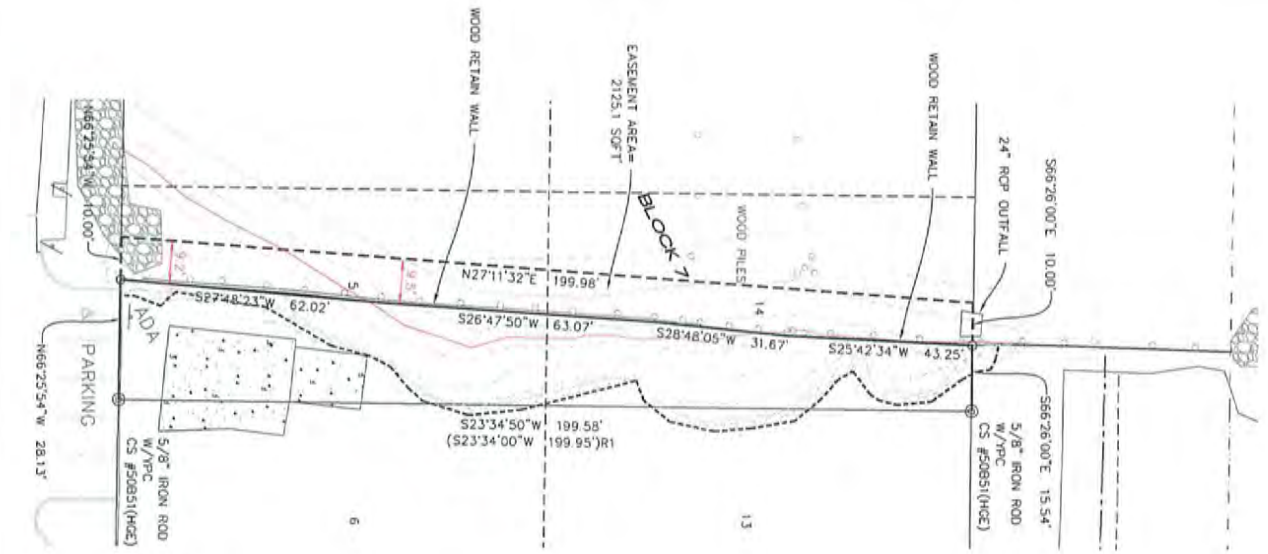 WOOD RETAIN WALL
EASEMENT AREA=
2125.1 SQFT'
BLOCK 7
WOOD PILES
WOOD RETAIN WALL
24" RCP OUTFALL
S66°26'00"E 10.00'
N66°25'54"W 10.00'
9.2'
9.5'
N27°11'32"E 199.98'
5
14
S27°48'23"W 62.02'
S26°47'50"W 63.07'
S28°48'05"W 31.67'
S25°42'34"W 43.25'
ADA
PARKING
N66°25'54"W 28.13'
5/8" IRON ROD
W/YPC
CS #50851(HGE)
S23°34'50"W 199.58'
(S23°34'00"W 199.95')R1
6
13
S66°26'00"E 15.54'
5/8" IRON ROD
W/YPC
CS #50851(HGE)